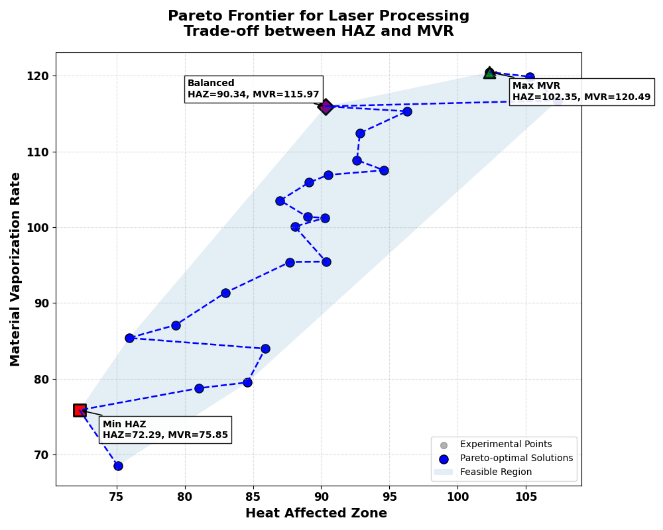 Pareto Frontier for Laser Processing
Trade-off between HAZ and MVR
Material Vaporization Rate
120
110
100
90
80
70
Balanced
HAZ=90.34, MVR=115.97
Max MVR
HAZ=102.35, MVR=120.49
Min HAZ
HAZ=72.29, MVR=75.85
Experimental Points
Pareto-optimal Solutions
Feasible Region
75 80 85 90 95 100 105
Heat Affected Zone